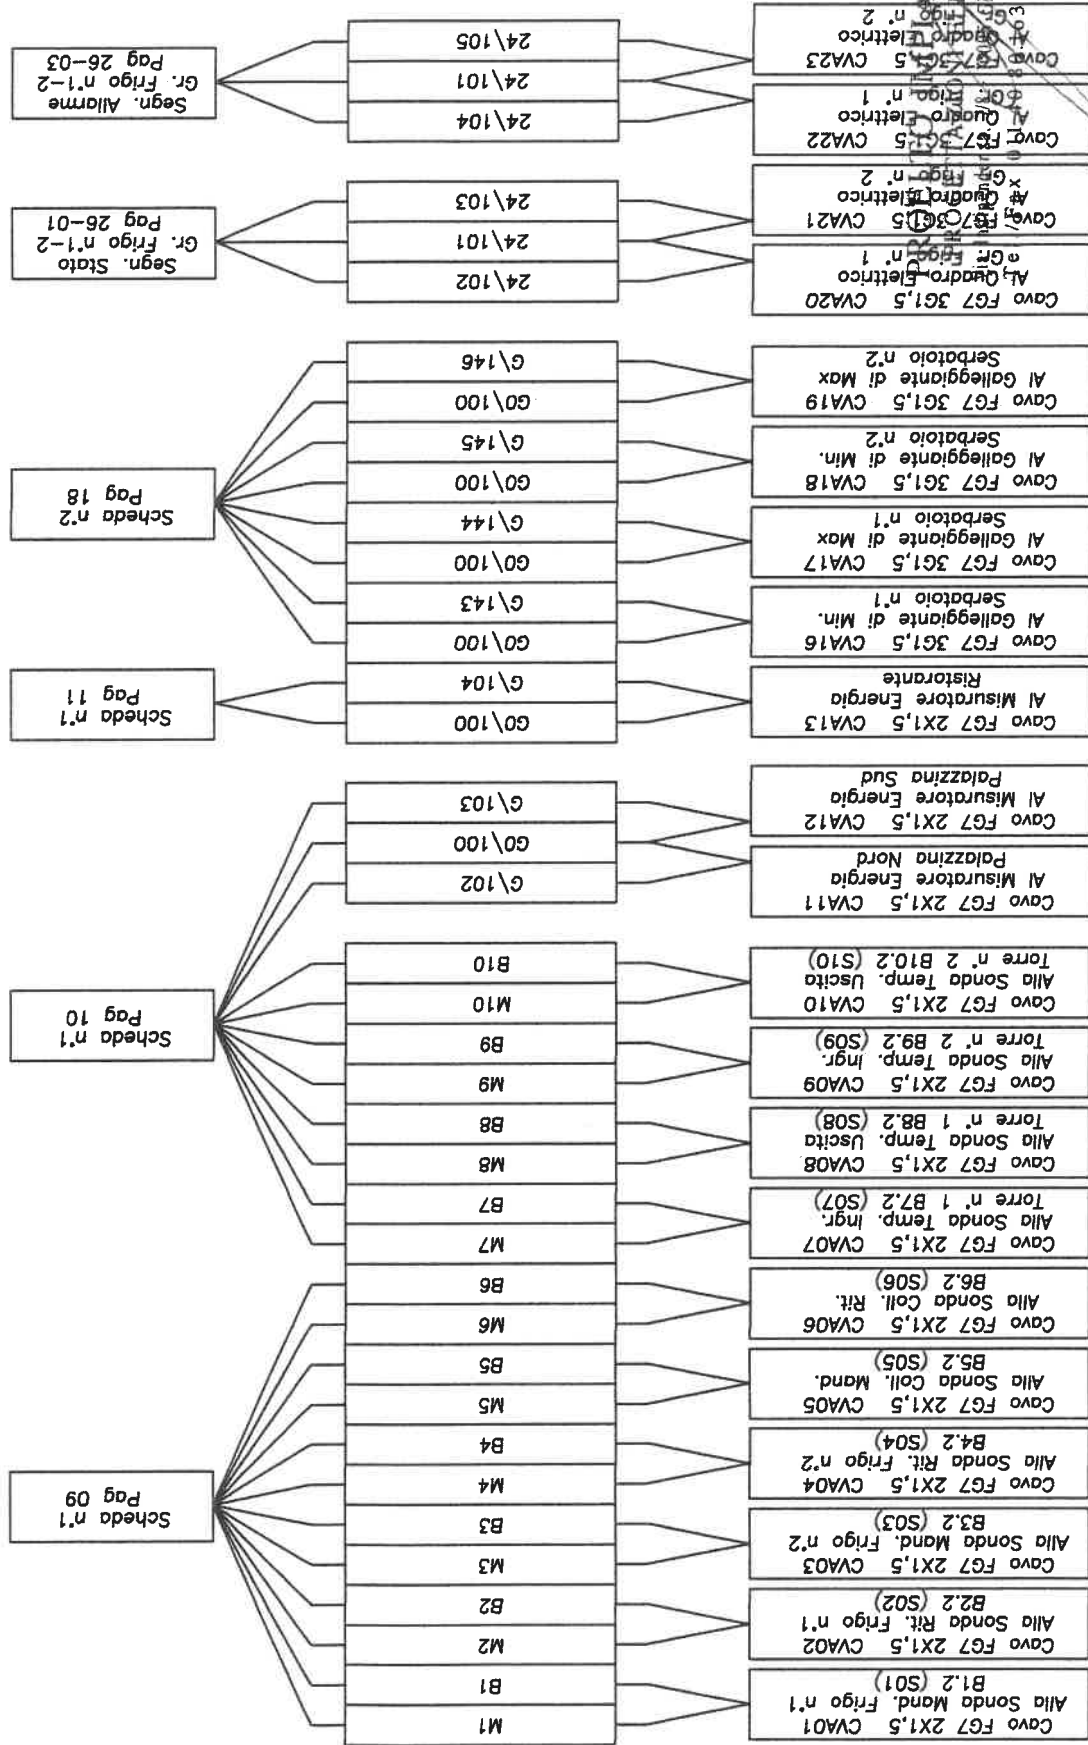 Cavo FG7 2X1,5 CVA01
Alla Sonda Mand. Frigo n°1
B1.2 (S01)
Cavo FG7 2X1,5 CVA02
Alla Sonda Rit. Frigo n°1
B2.2 (S02)
Cavo FG7 2X1,5 CVA03
Alla Sonda Mand. Frigo n°2
B3.2 (S03)
Cavo FG7 2X1,5 CVA04
Alla Sonda Rit. Frigo n°2
B4.2 (S04)
Cavo FG7 2X1,5 CVA05
Alla Sonda Coll. Mand.
B5.2 (S05)
Cavo FG7 2X1,5 CVA06
Alla Sonda Coll. Rit.
B6.2 (S06)
Cavo FG7 2X1,5 CVA07
Alla Sonda Temp. Ingr.
Torre n° 1 B7.2 (S07)
Cavo FG7 2X1,5 CVA08
Alla Sonda Temp. Uscita
Torre n° 1 B8.2 (S08)
Cavo FG7 2X1,5 CVA09
Alla Sonda Temp. Ingr.
Torre n° 2 B9.2 (S09)
Cavo FG7 2X1,5 CVA10
Alla Sonda Temp. Uscita
Torre n° 2 B10.2 (S10)
Cavo FG7 2X1,5 CVA11
Al Misuratore Energia
Palazzina Nord
Cavo FG7 2X1,5 CVA12
Al Misuratore Energia
Palazzina Sud
Cavo FG7 2X1,5 CVA13
Al Misuratore Energia
Ristorante
Cavo FG7 3G1,5 CVA16
Al Galleggiante di Min.
Serbatoio n°1
Cavo FG7 3G1,5 CVA17
Al Galleggiante di Max
Serbatoio n°1
Cavo FG7 3G1,5 CVA18
Al Galleggiante di Min.
Serbatoio n°2
Cavo FG7 3G1,5 CVA19
Al Galleggiante di Max
Serbatoio n°2
Cavo FG7 3G1,5 CVA20
Al Quadro Elettrico
Gr. Frigo n° 1
Cavo FG7 3G1,5 CVA21
Al Quadro Elettrico
Gr. Frigo n° 2
Cavo FG7 3G1,5 CVA22
Al Quadro Elettrico
Gr. Frigo n° 1
Cavo FG7 3G1,5 CVA23
Al Quadro Elettrico
Gr. Frigo n° 2
M1
B1
M2
B2
M3
B3
M4
B4
M5
B5
M6
B6
M7
B7
M8
B8
M9
B9
M10
B10
G/102
G0/100
G/103
G0/100
G/104
G0/100
G/143
G0/100
G/144
G0/100
G/145
G0/100
G/146
24/102
24/101
24/103
24/104
24/101
24/105
Scheda n°1
Pag 09
Scheda n°1
Pag 10
Scheda n°1
Pag 11
Scheda n°2
Pag 18
Segn. Stato
Gr. Frigo n°1-2
Pag 26-01
Segn. Allarme
Gr. Frigo n°1-2
Pag 26-03